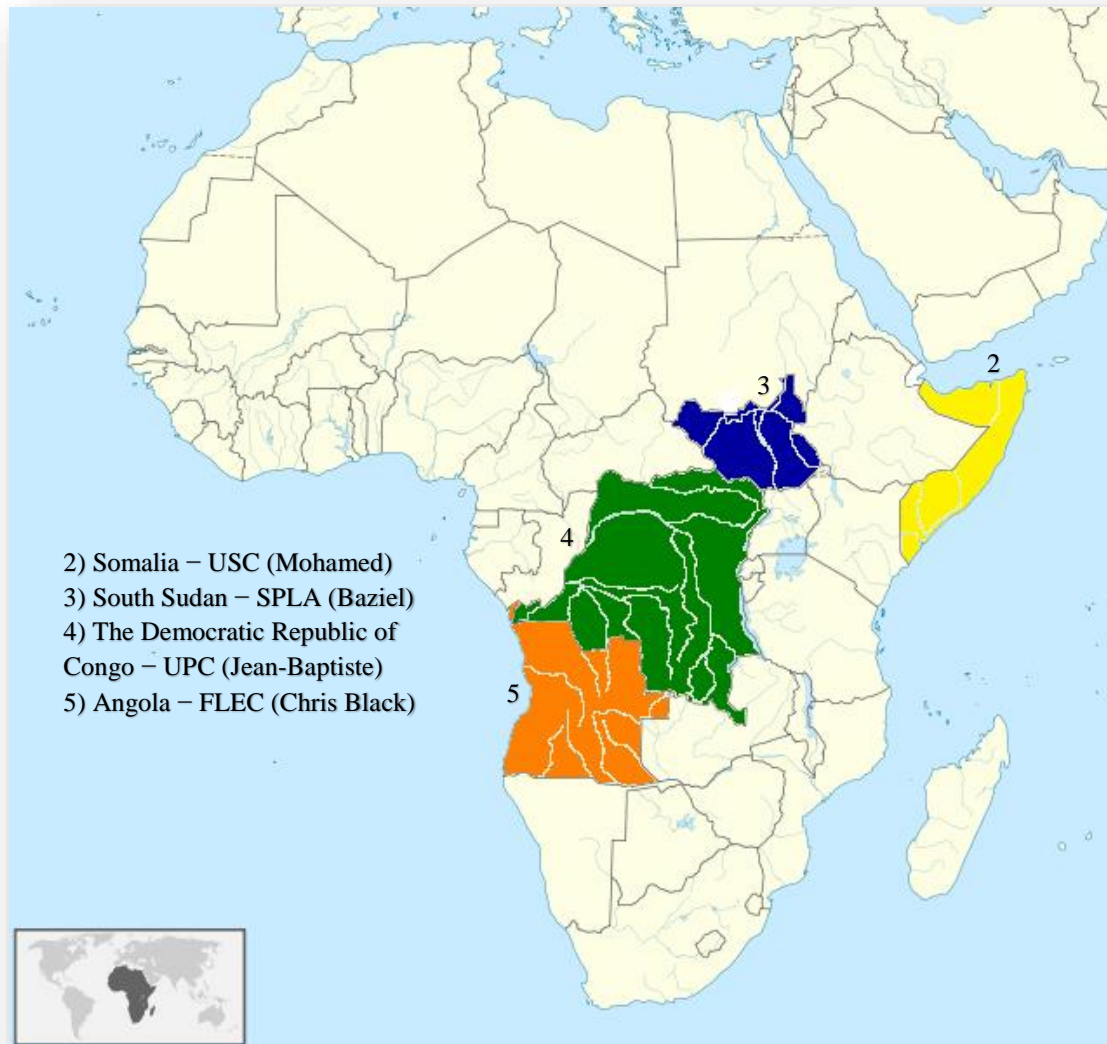 2
3
4
2) Somalia − USC (Mohamed)
3) South Sudan − SPLA (Baziel)
4) The Democratic Republic of
Congo − UPC (Jean-Baptiste)
5) Angola − FLEC (Chris Black)
5